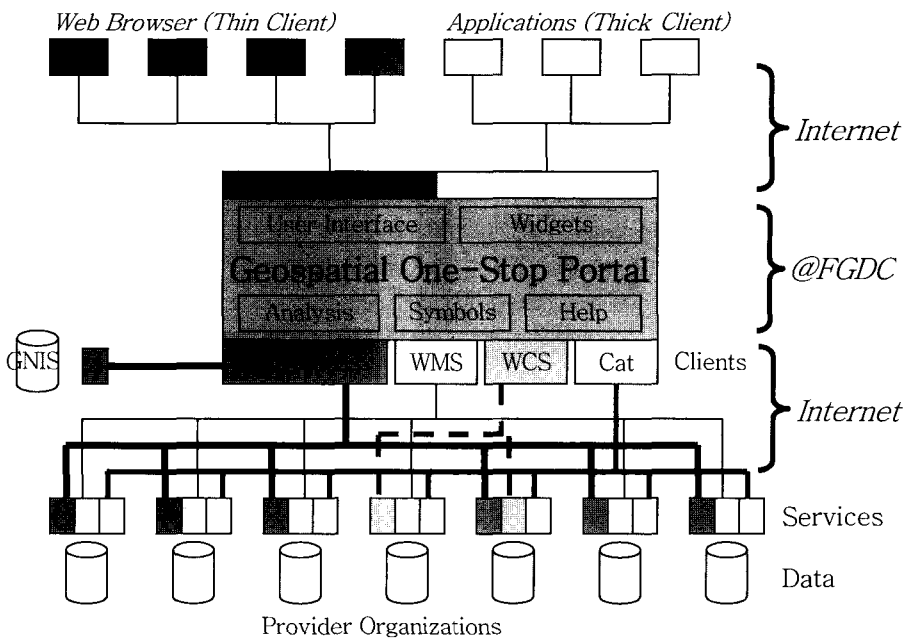 Web Browser (Thin Client)
Applications (Thick Client)
Internet
User Interface
Widgets
Geospatial One-Stop Portal
@FGDC
Analysis
Symbols
Help
GNIS
WMS
WCS
Cat
Clients
Internet
Services
Data
Provider Organizations